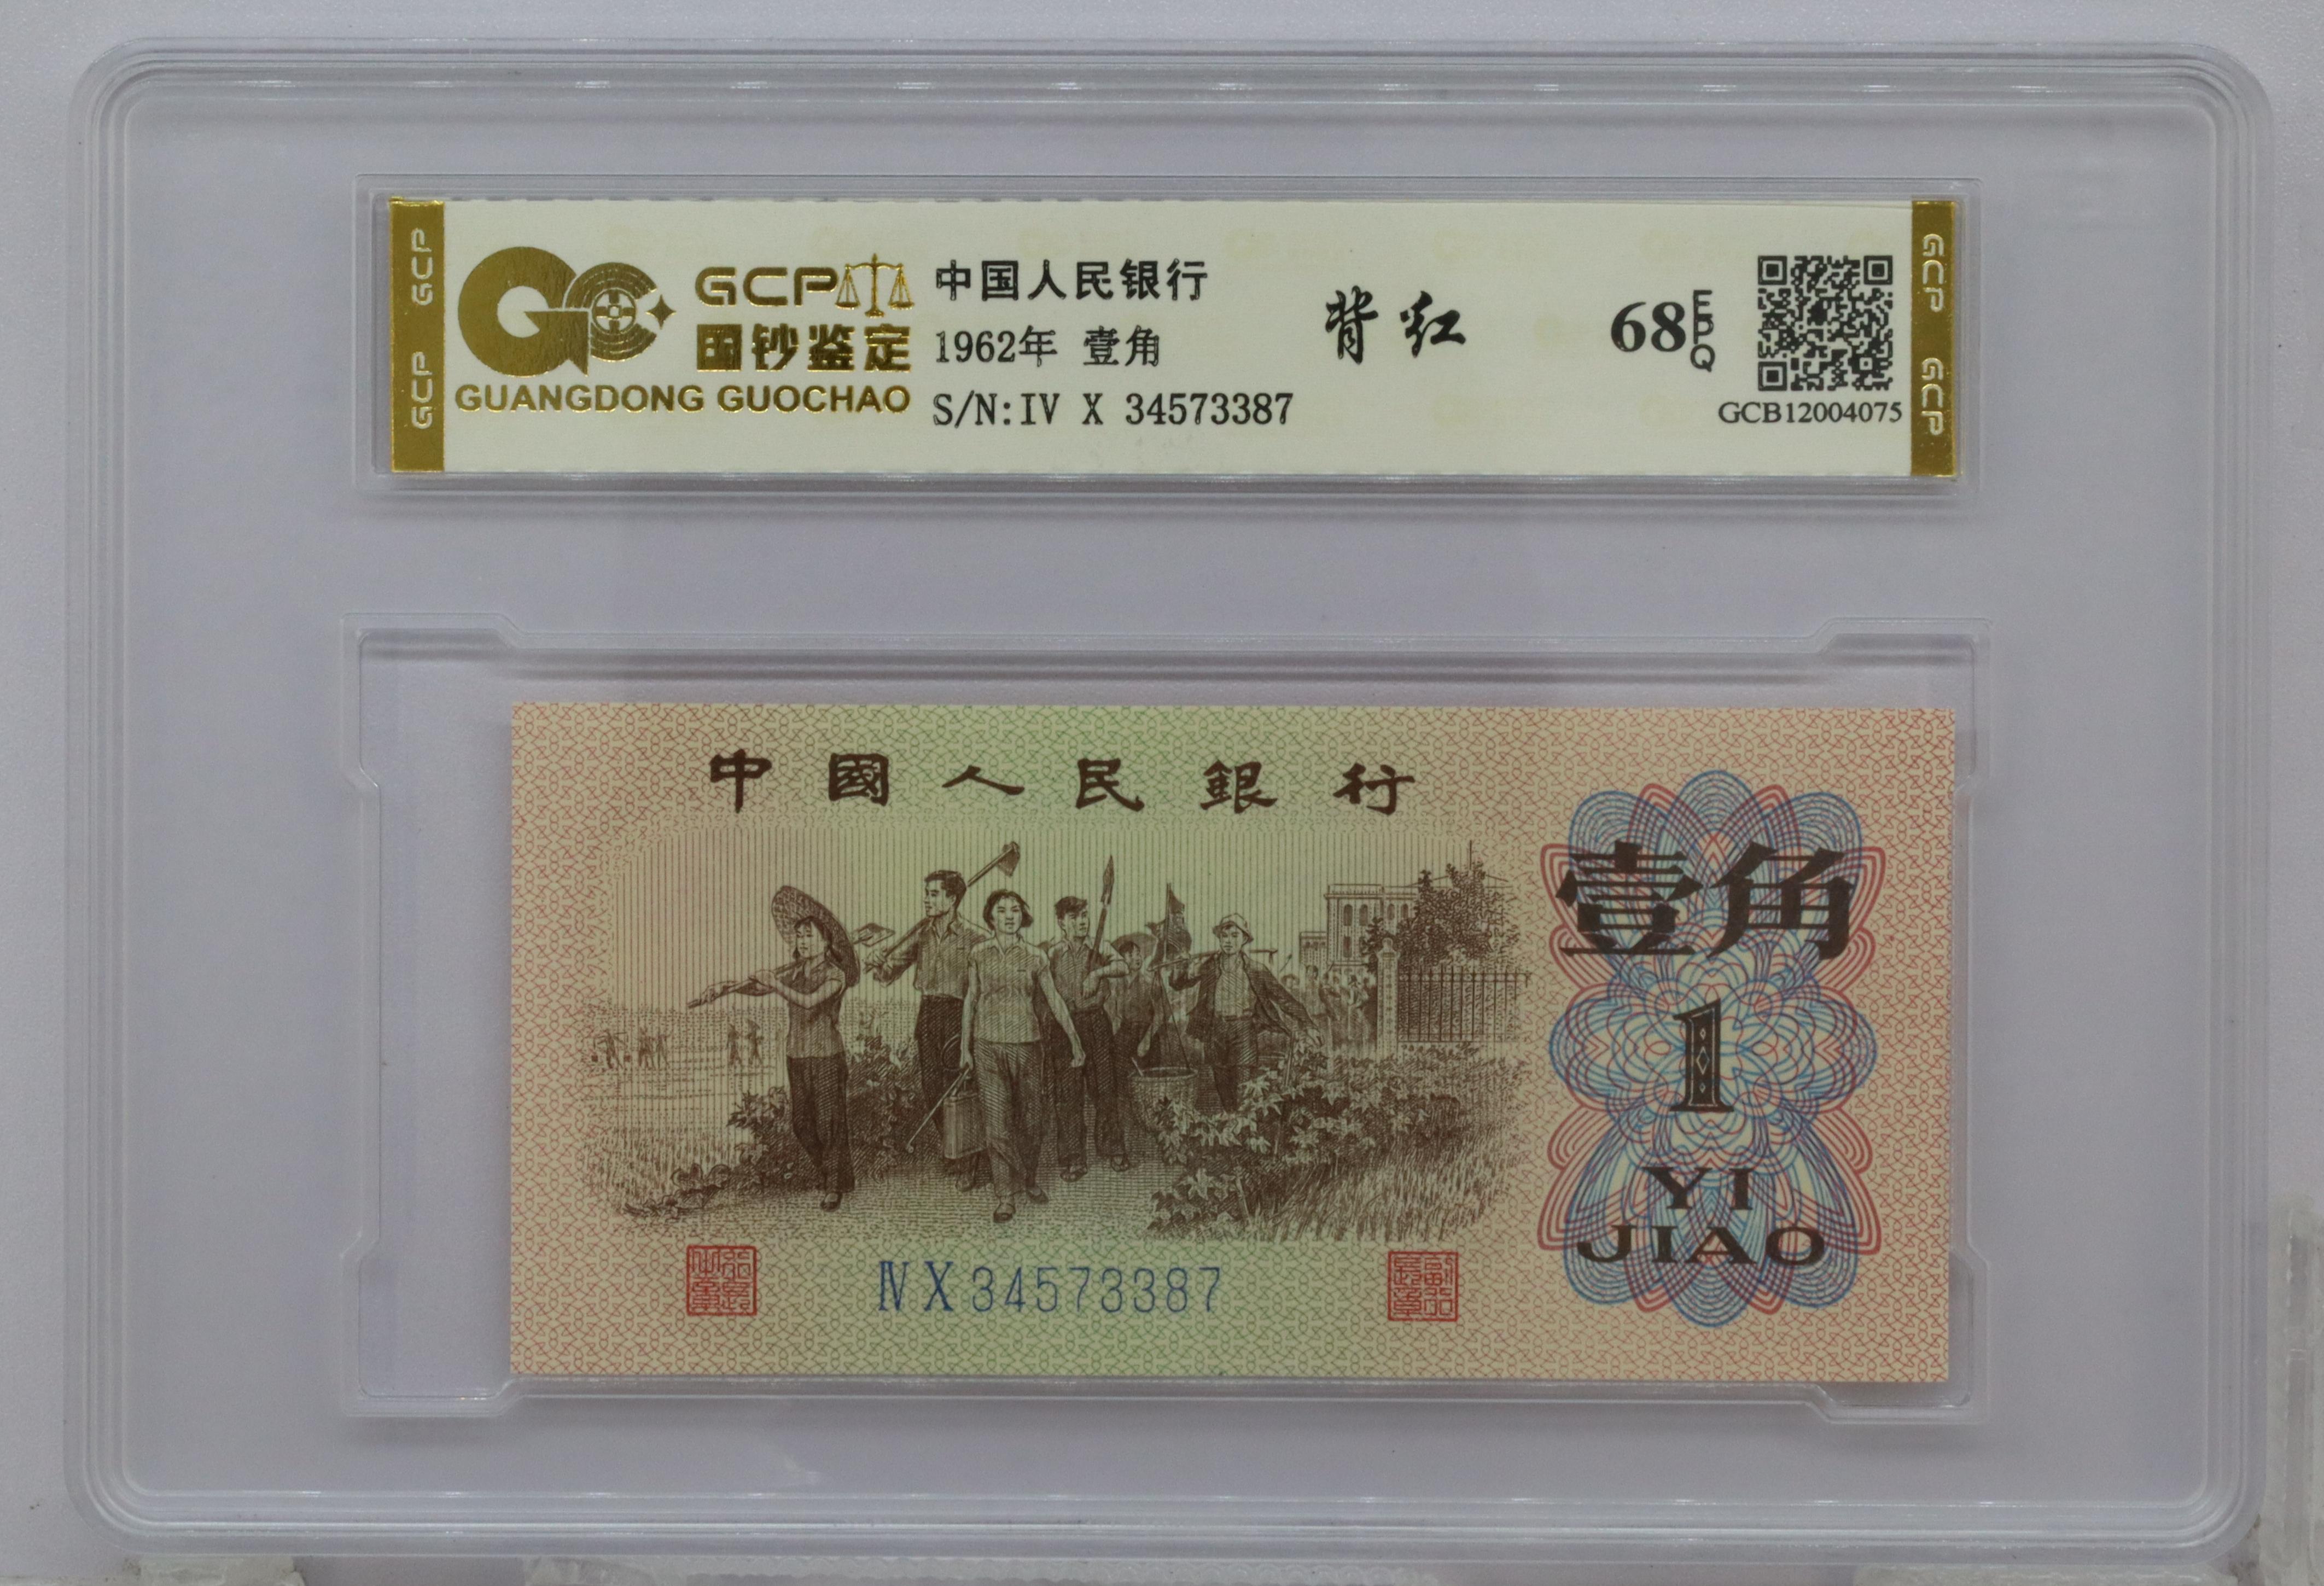 GCP GCP
GCP
国钞鉴定
GUANGDONG GUOCHAO
中国人民银行
1962年 壹角
S/N:IV X 34573387
背红
68 EPQ
GCB12004075
GCP GCP
中國人民銀行
壹角
1
YI
JIAO
ⅣⅩ34573387